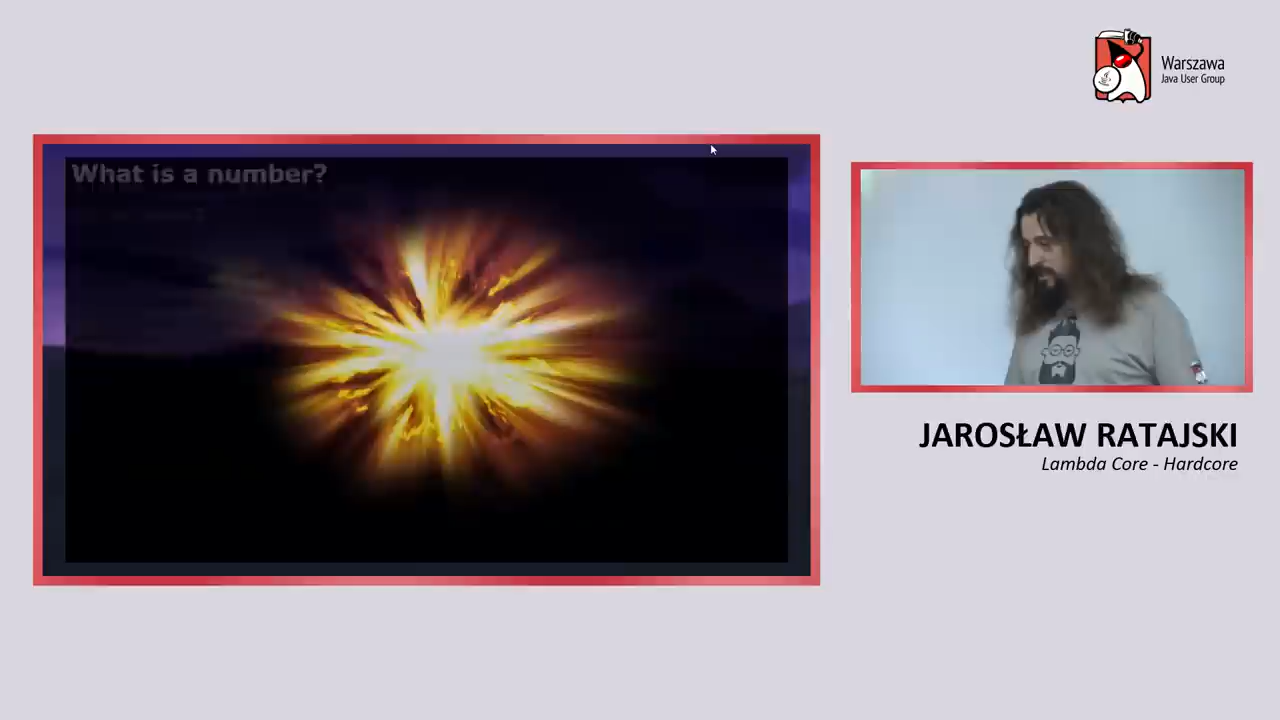 Warszawa
Java User Group
What is a number?
JAROSŁAW RATAJSKI
Lambda Core - Hardcore